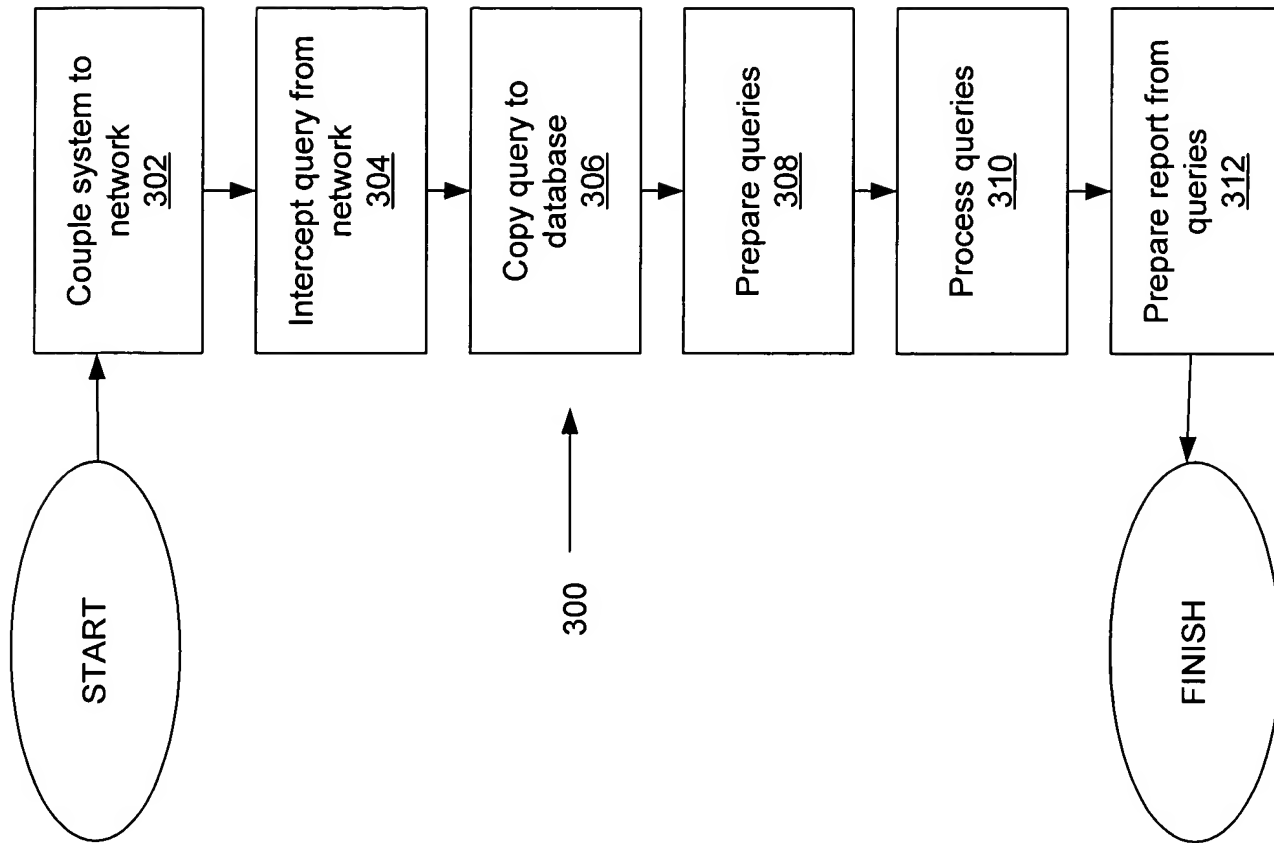 START
Couple system to
network
302
Intercept query from
network
304
Copy query to
database
306
300
Prepare queries
308
Process queries
310
Prepare report from
queries
312
FINISH